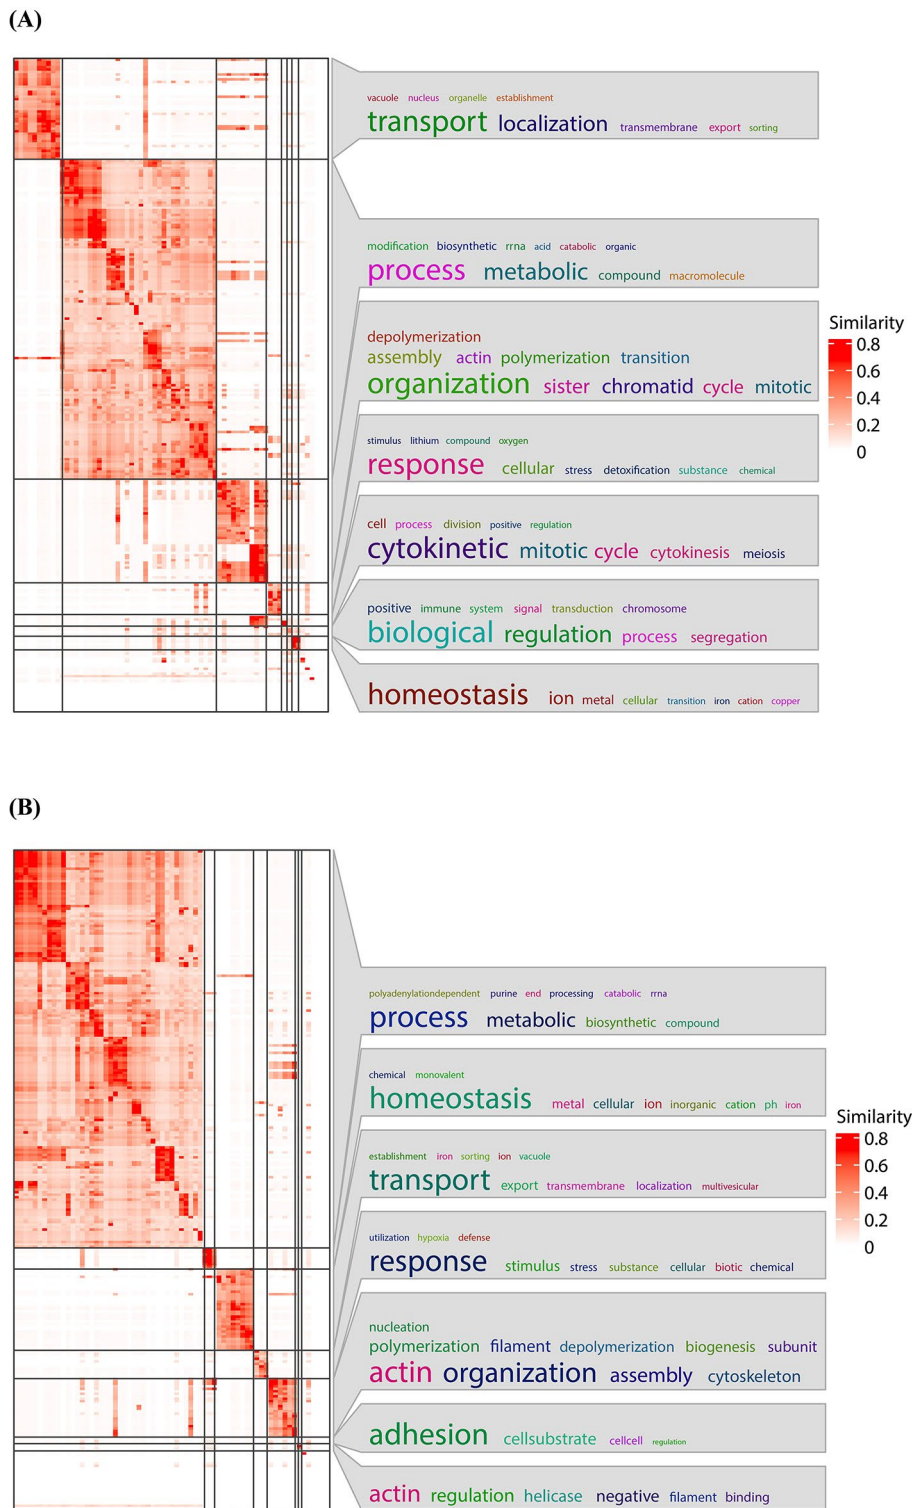 (A)
vacuole nucleus organelle establishment
transport localization transmembrane export sorting
modification biosynthetic rrna acid catabolic organic
process metabolic compound macromolecule
depolymerization
assembly actin polymerization transition
organization sister chromatid cycle mitotic
stimulus lithium compound oxygen
response cellular stress detoxification substance chemical
cell process division positive regulation
cytokinetic mitotic cycle cytokinesis meiosis
positive immune system signal transduction chromosome
biological regulation process segregation
homeostasis ion metal cellular transition iron cation copper
Similarity
0.8
0.6
0.4
0.2
0
(B)
polyadenylationdependent purine end processing catabolic rrna
process metabolic biosynthetic compound
chemical monovalent
homeostasis metal cellular ion inorganic cation ph iron
establishment iron sorting ion vacuole
transport export transmembrane localization multivesicular
utilization hypoxia defense
response stimulus stress substance cellular biotic chemical
nucleation
polymerization filament depolymerization biogenesis subunit
actin organization assembly cytoskeleton
adhesion cellsubstrate cellcell regulation
actin regulation helicase negative filament binding
Similarity
0.8
0.6
0.4
0.2
0